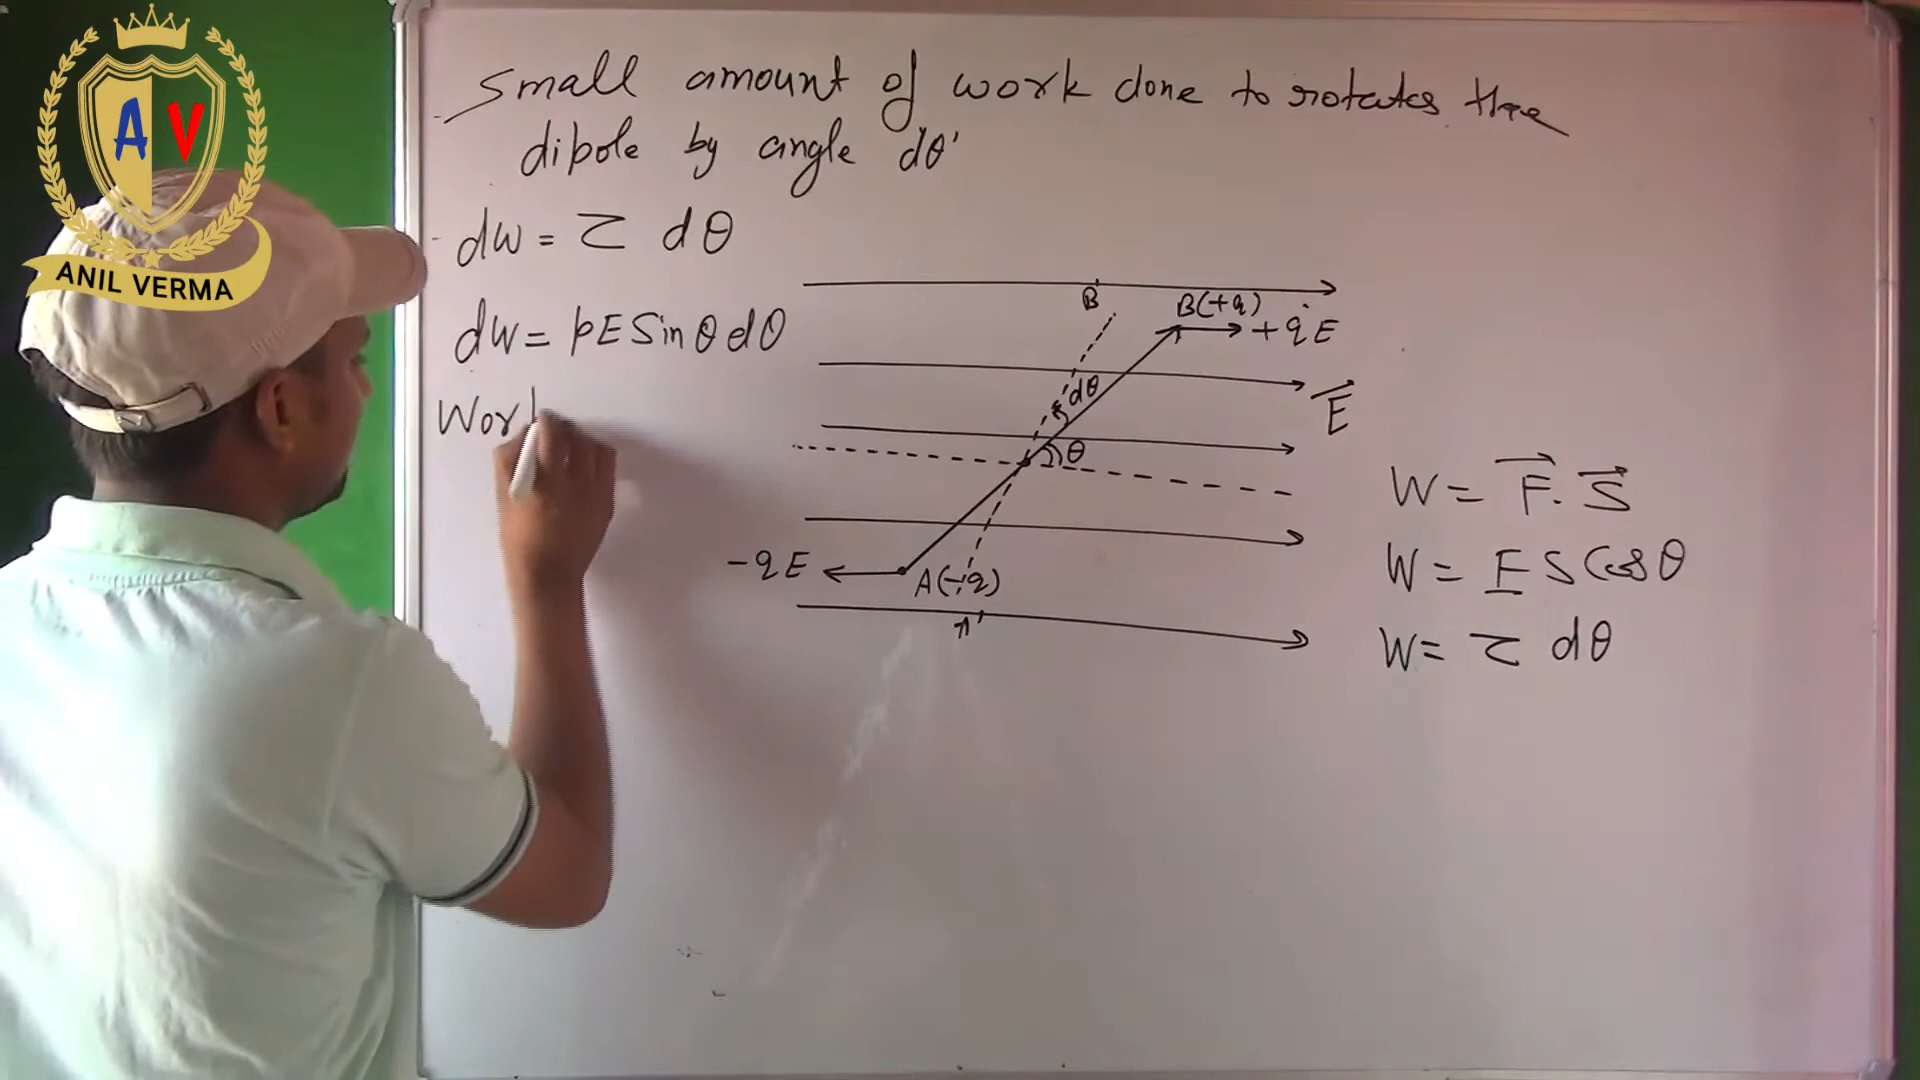 AV
ANIL VERMA
Small amount of work done to rotates the
dipole by angle dθ'
dw = τ dθ
dw = pE Sin θ dθ
Work
B
B(+q)
+qE
dθ
E
θ
-qE
A(-q)
A'
W = F. S
W = F S Cos θ
W = τ dθ